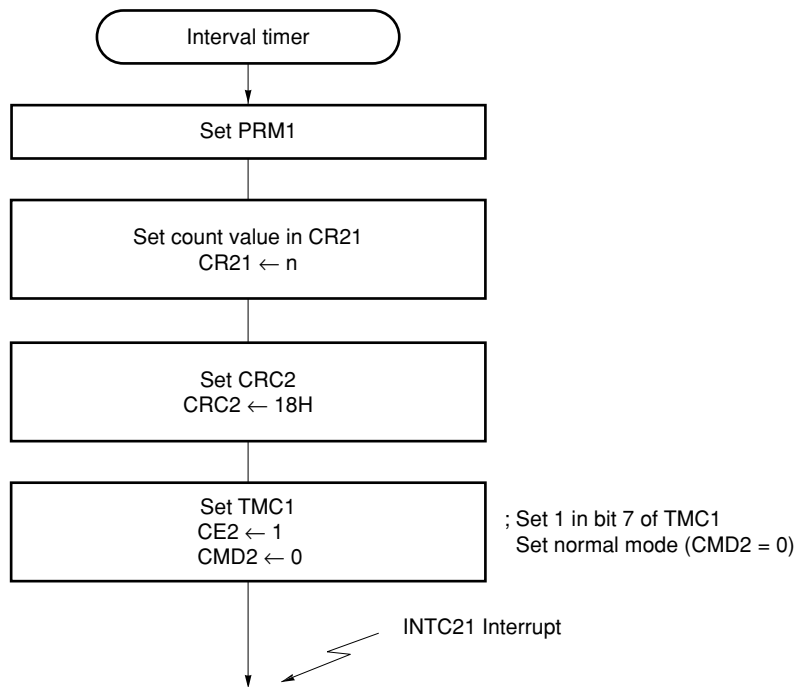 Interval timer
Set PRM1
Set count value in CR21
CR21 ← n
Set CRC2
CRC2 ← 18H
Set TMC1
CE2 ← 1
CMD2 ← 0
; Set 1 in bit 7 of TMC1
Set normal mode (CMD2 = 0)
INTC21 Interrupt